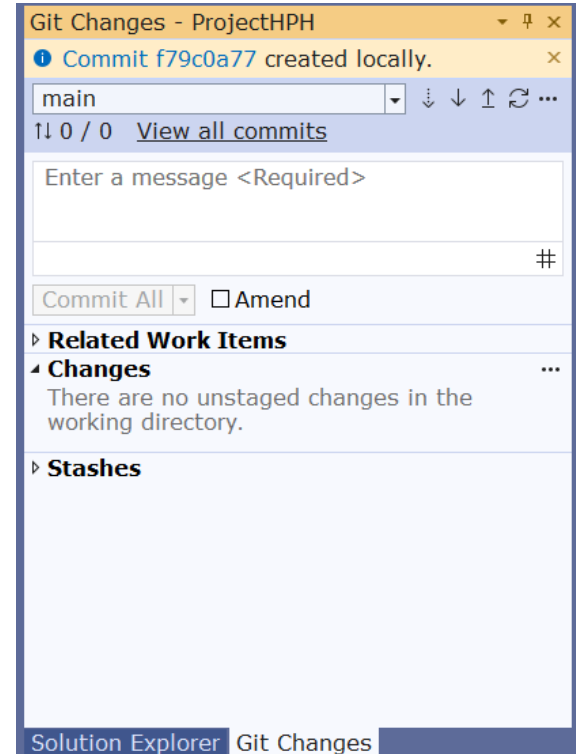 Git Changes - ProjectHPH
Commit f79c0a77 created locally.
main
0 / 0 View all commits
Enter a message <Required>
#
Commit All Amend
Related Work Items
Changes
There are no unstaged changes in the
working directory.
Stashes
Solution Explorer Git Changes